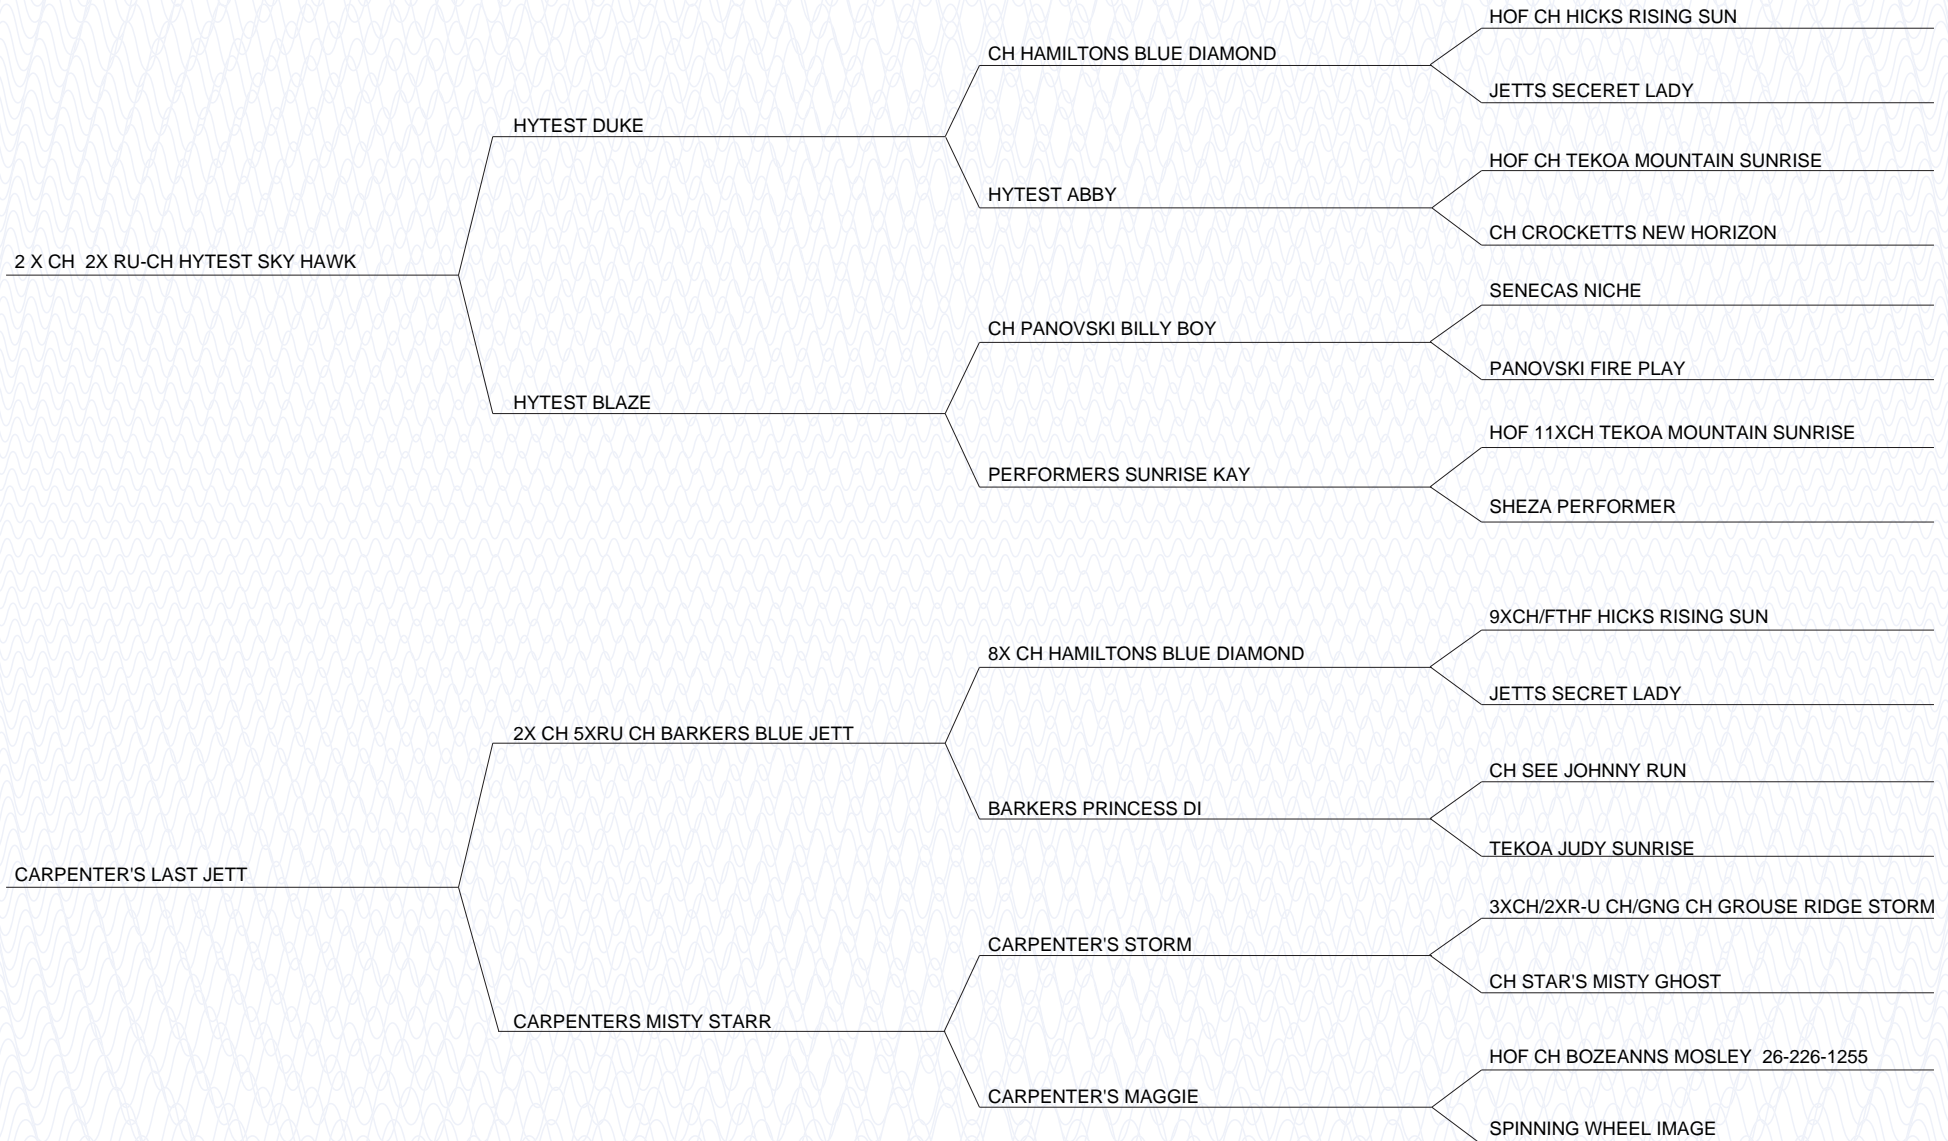 HOF CH HICKS RISING SUN
CH HAMILTONS BLUE DIAMOND
JETTS SECERET LADY
HYTEST DUKE
HOF CH TEKOA MOUNTAIN SUNRISE
HYTEST ABBY
CH CROCKETTS NEW HORIZON
2 X CH  2X RU-CH HYTEST SKY HAWK
SENECAS NICHE
CH PANOVSKI BILLY BOY
PANOVSKI FIRE PLAY
HYTEST BLAZE
HOF 11XCH TEKOA MOUNTAIN SUNRISE
PERFORMERS SUNRISE KAY
SHEZA PERFORMER
9XCH/FTHF HICKS RISING SUN
8X CH HAMILTONS BLUE DIAMOND
JETTS SECRET LADY
2X CH 5XRU CH BARKERS BLUE JETT
CH SEE JOHNNY RUN
BARKERS PRINCESS DI
TEKOA JUDY SUNRISE
CARPENTER'S LAST JETT
3XCH/2XR-U CH/GNG CH GROUSE RIDGE STORM
CARPENTER'S STORM
CH STAR'S MISTY GHOST
CARPENTERS MISTY STARR
HOF CH BOZEANNS MOSLEY  26-226-1255
CARPENTER'S MAGGIE
SPINNING WHEEL IMAGE